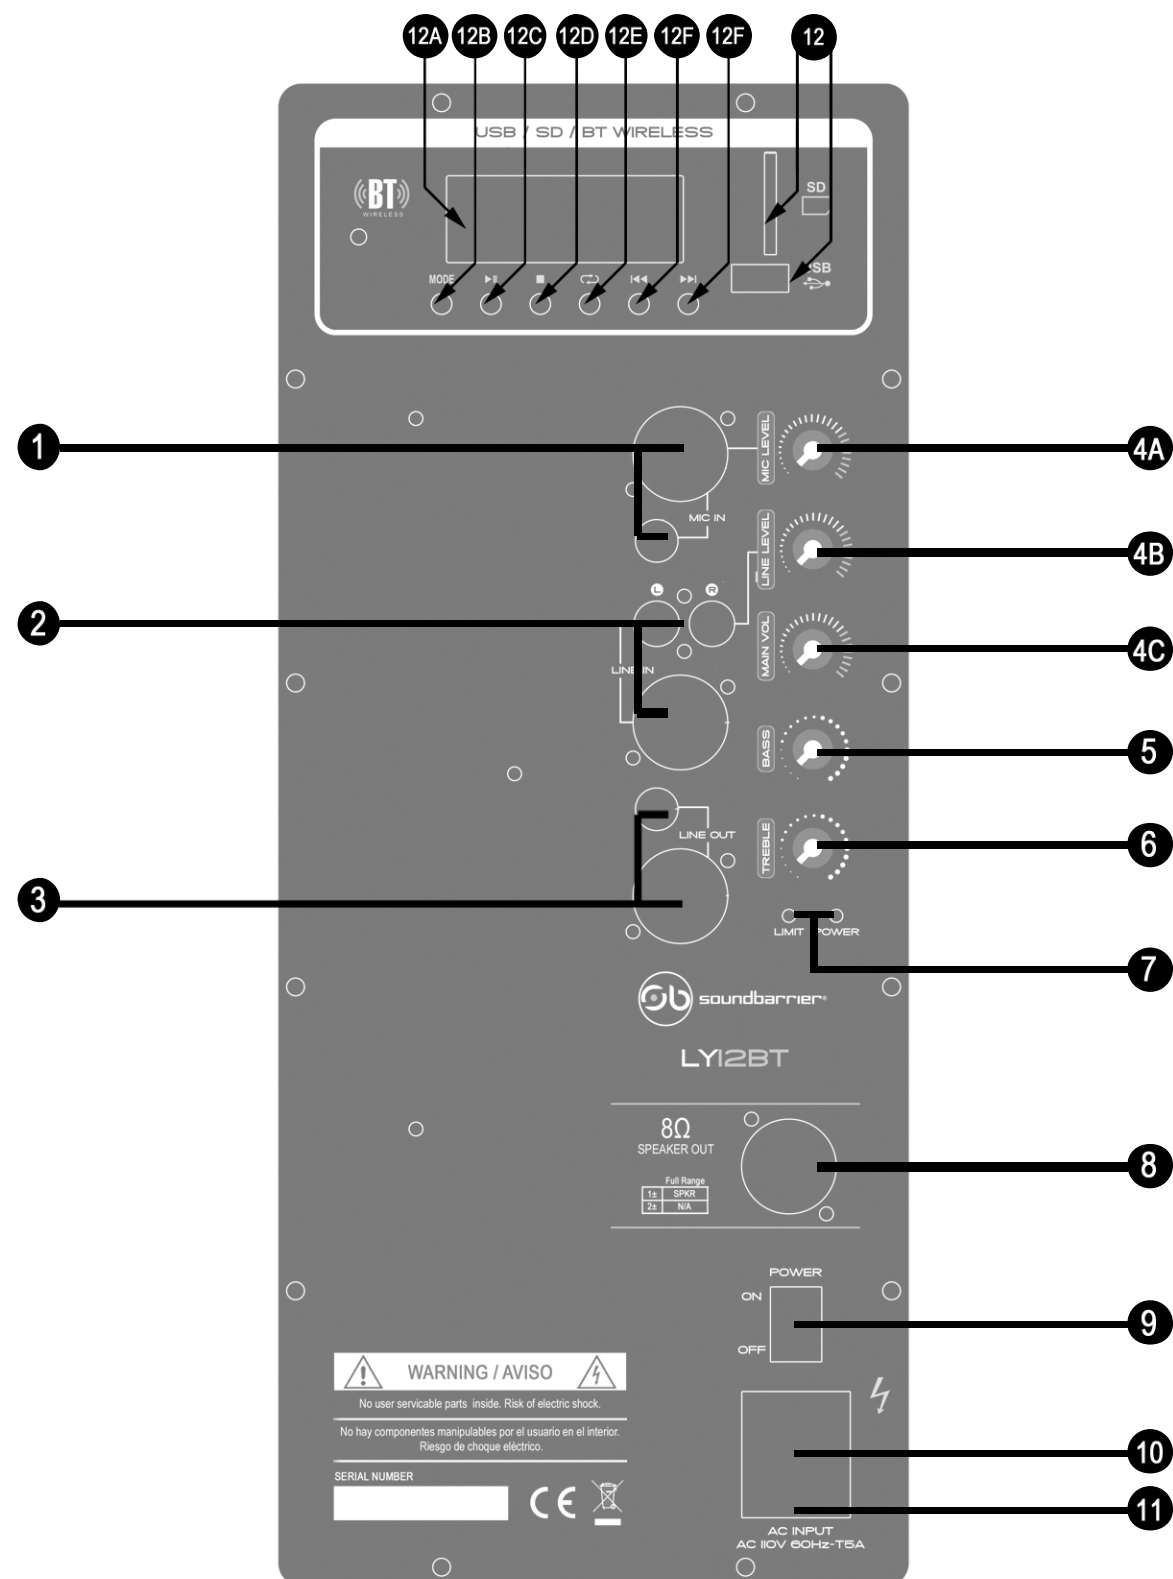 12A 12B 12C 12D 12E 12F 12F 12
USB / SD / BT WIRELESS
BT
WIRELESS
SD
MODE
SB
1
MIC LEVEL
4A
MIC IN
LINE LEVEL
4B
L R
2
MAIN VOL
4C
LINE IN
BASS
5
LINE OUT
TREBLE
6
3
LIMIT POWER
7
soundbarrier®
LY12BT
8Ω
SPEAKER OUT
8
Full Range
1± SPKR
2± N/A
POWER
ON
9
OFF
WARNING / AVISO
No user servicable parts inside. Risk of electric shock.
No hay componentes manipulables por el usuario en el interior.
Riesgo de choque eléctrico.
10
SERIAL NUMBER
CE
11
AC INPUT
AC 110V 60Hz-T5A